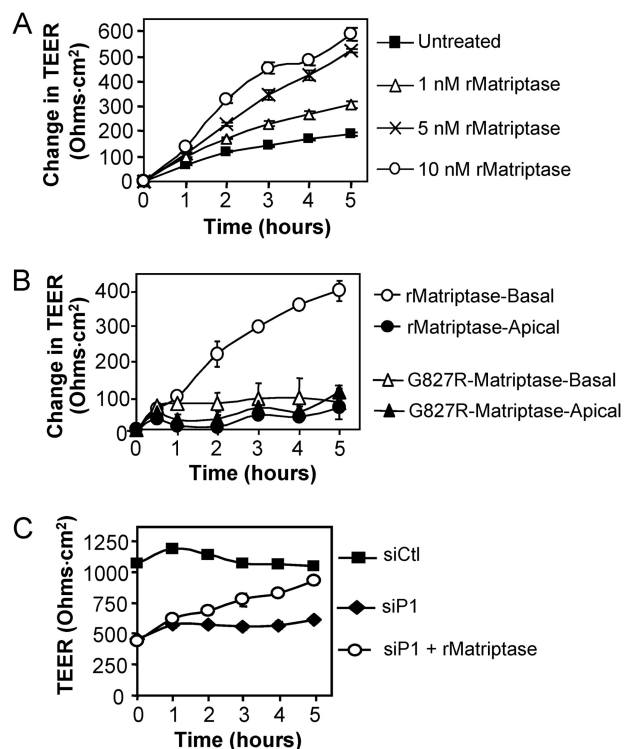 A
Change in TEER
(Ohms·cm²)
600
500
400
300
200
100
0
0 1 2 3 4 5
Time (hours)
Untreated
1 nM rMatriptase
5 nM rMatriptase
10 nM rMatriptase
B
Change in TEER
(Ohms·cm²)
400
300
200
100
0
0 1 2 3 4 5
Time (hours)
rMatriptase-Basal
rMatriptase-Apical
G827R-Matriptase-Basal
G827R-Matriptase-Apical
C
TEER (Ohms·cm²)
1250
1000
750
500
250
0
0 1 2 3 4 5
Time (hours)
siCtl
siP1
siP1 + rMatriptase